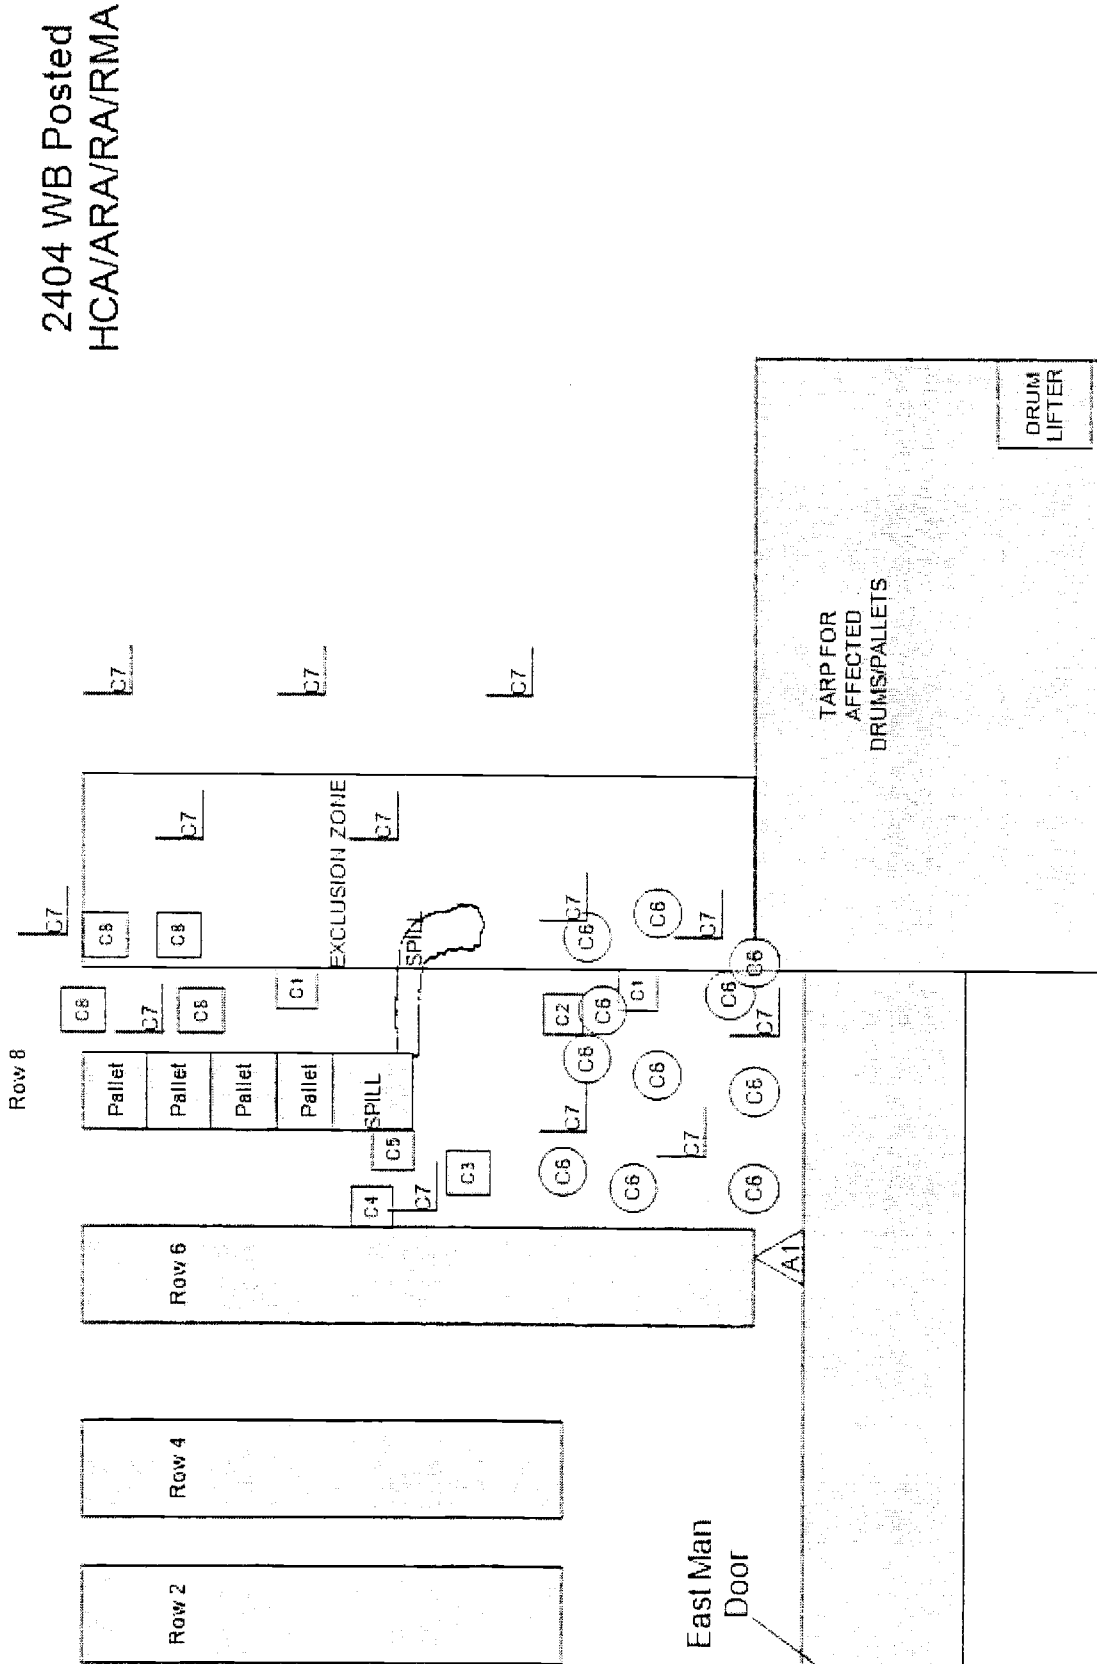 2404 WB Posted
HCA/ARA/RA/RMA
Row 8
C7
C8
C8
C7
Pallet
C7
Row 2
Row 4
Row 6
Pallet
C8
C7
C8
Pallet
Pallet
C1
C7
EXCLUSION ZONE
C4
SPILL
C5
C7
SPILL
C7
C3
C7
C6
C2
C7
C7
C6
C6
C6
C6
C1
C6
C6
C7
C7
C6
C6
C6
C6
C7
A1
East Man
Door
TARP FOR
AFFECTED
DRUMS/PALLETS
DRUM
LIFTER